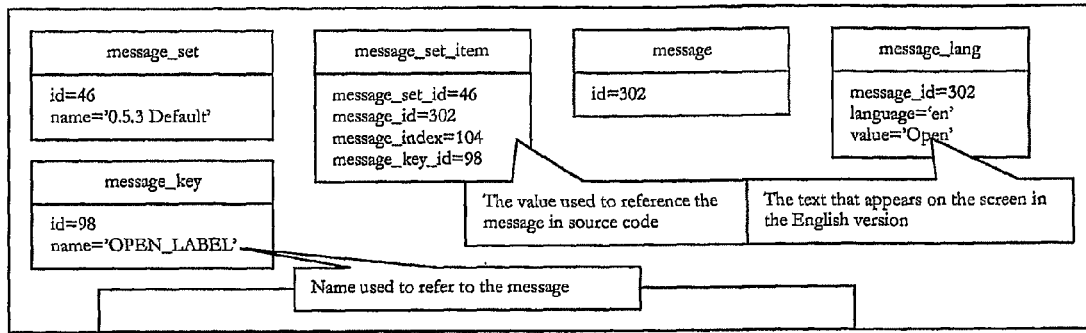 message_set
id=46
name='0.5.3 Default'
message_set_item
message_set_id=46
message_id=302
message_index=104
message_key_id=98
message
id=302
message_lang
message_id=302
language='en'
value='Open'
message_key
id=98
name='OPEN_LABEL'
The value used to reference the
message in source code
The text that appears on the screen in
the English version
Name used to refer to the message